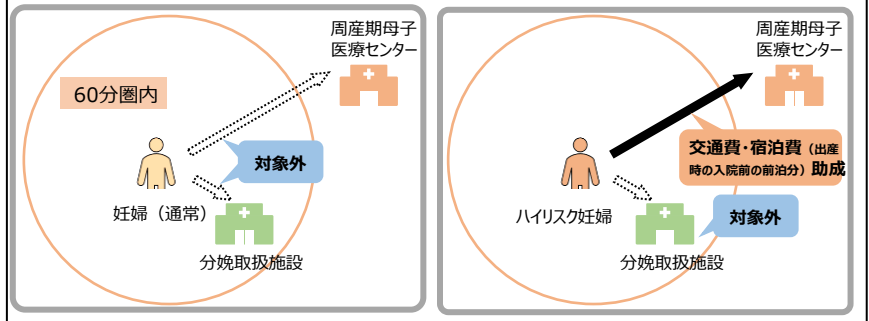 周産期母子
医療センター
60分圏内
対象外
妊婦（通常）
分娩取扱施設
周産期母子
医療センター
交通費・宿泊費（出産
時の入院前の前泊分）助成
ハイリスク妊婦
対象外
分娩取扱施設